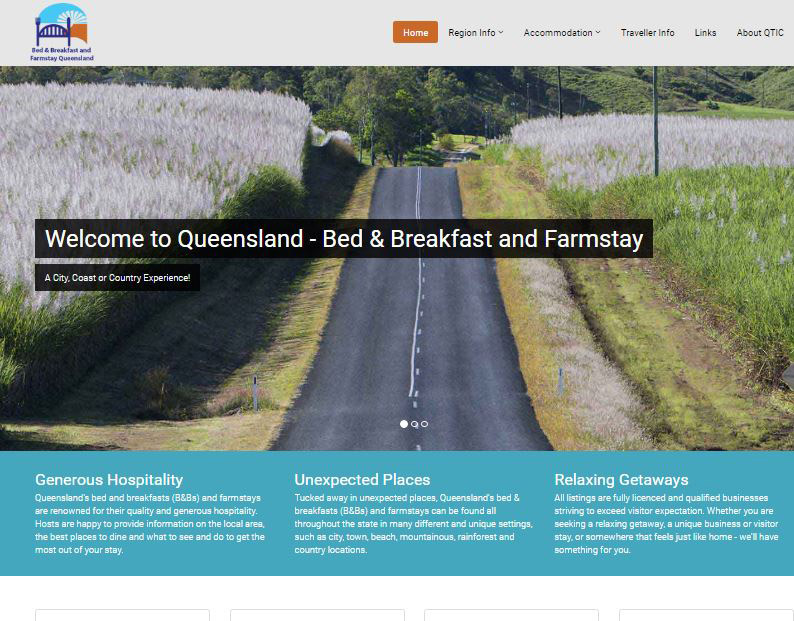 Bed & Breakfast and
Farmstay Queensland
Home
Region Info
Accommodation
Traveller Info
Links
About QTIC
Welcome to Queensland - Bed & Breakfast and Farmstay
A City, Coast or Country Experience!
Generous Hospitality
Queensland's bed and breakfasts (B&Bs) and farmstays
are renowned for their quality and generous hospitality.
Hosts are happy to provide information on the local area,
the best places to dine and what to see and do to get the
most out of your stay.
Unexpected Places
Tucked away in unexpected places, Queensland's bed &
breakfasts (B&Bs) and farmstays can be found all
throughout the state in many different and unique settings,
such as city, town, beach, mountainous, rainforest and
country locations.
Relaxing Getaways
All listings are fully licenced and qualified businesses
striving to exceed visitor expectation. Whether you are
seeking a relaxing getaway, a unique business or visitor
stay, or somewhere that feels just like home - we'll have
something for you.